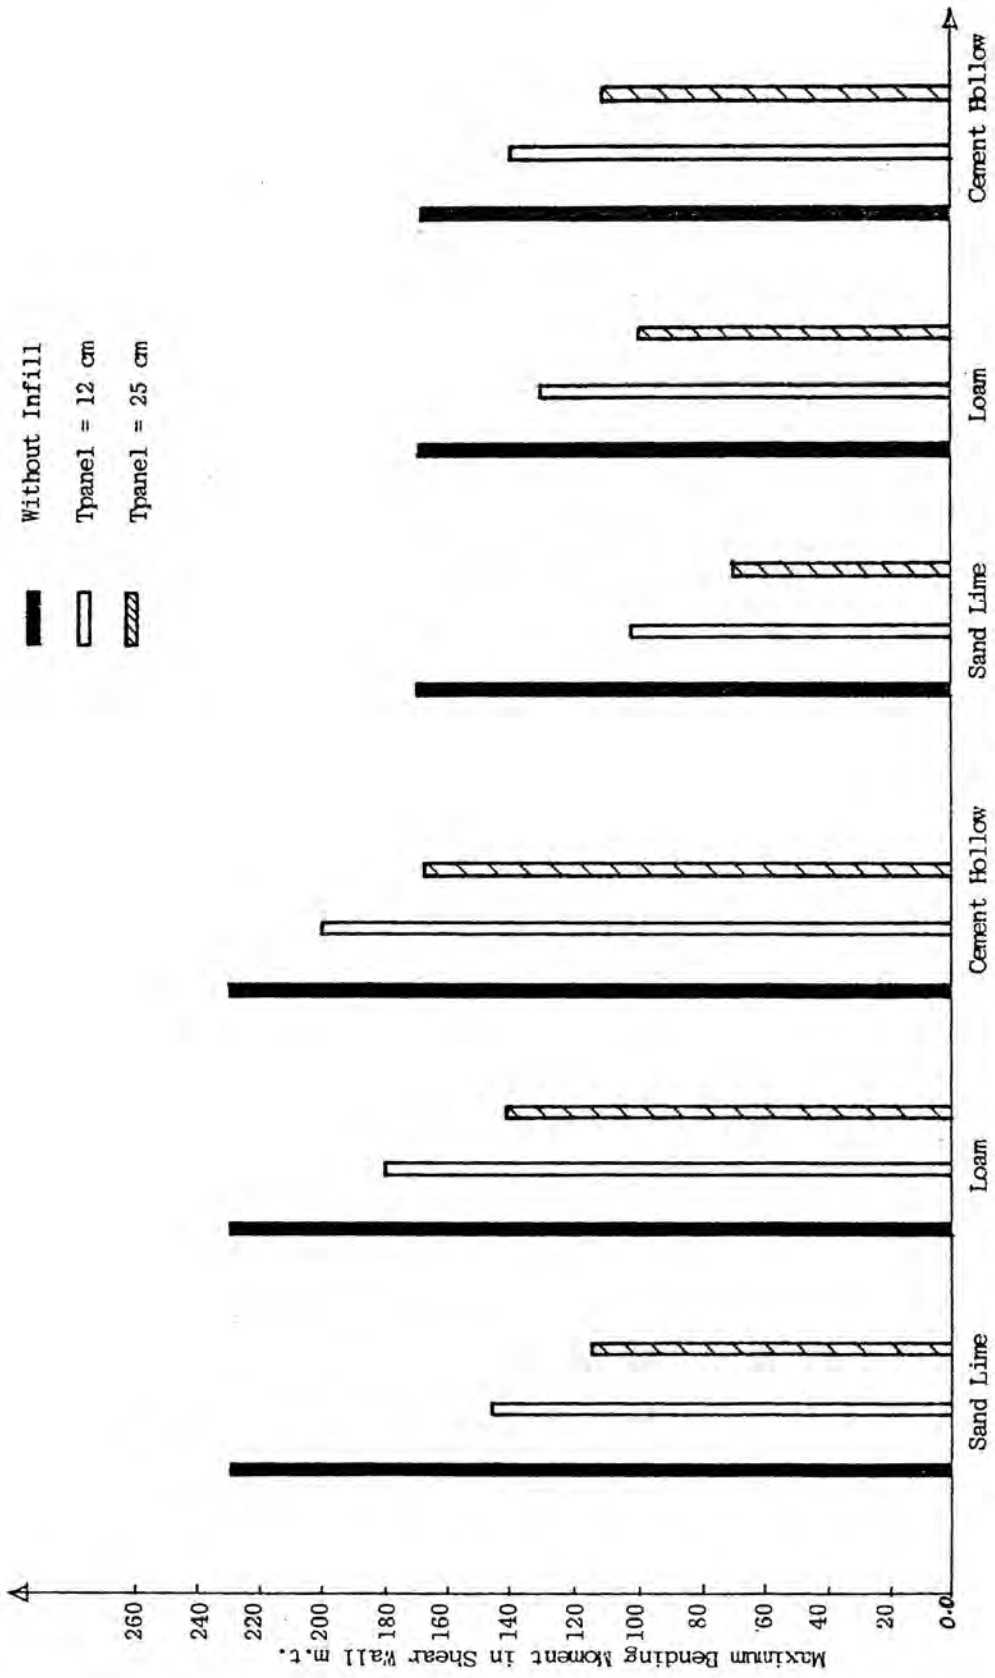 Without Infill
Tpanel = 12 cm
Tpanel = 25 cm
Maximum Bending Moment in Shear Wall m.t.
260
240
220
200
180
160
140
120
100
80
60
40
20
0.0
Sand Lime
Loam
Cement Hollow
Sand Lime
Loam
Cement Hollow